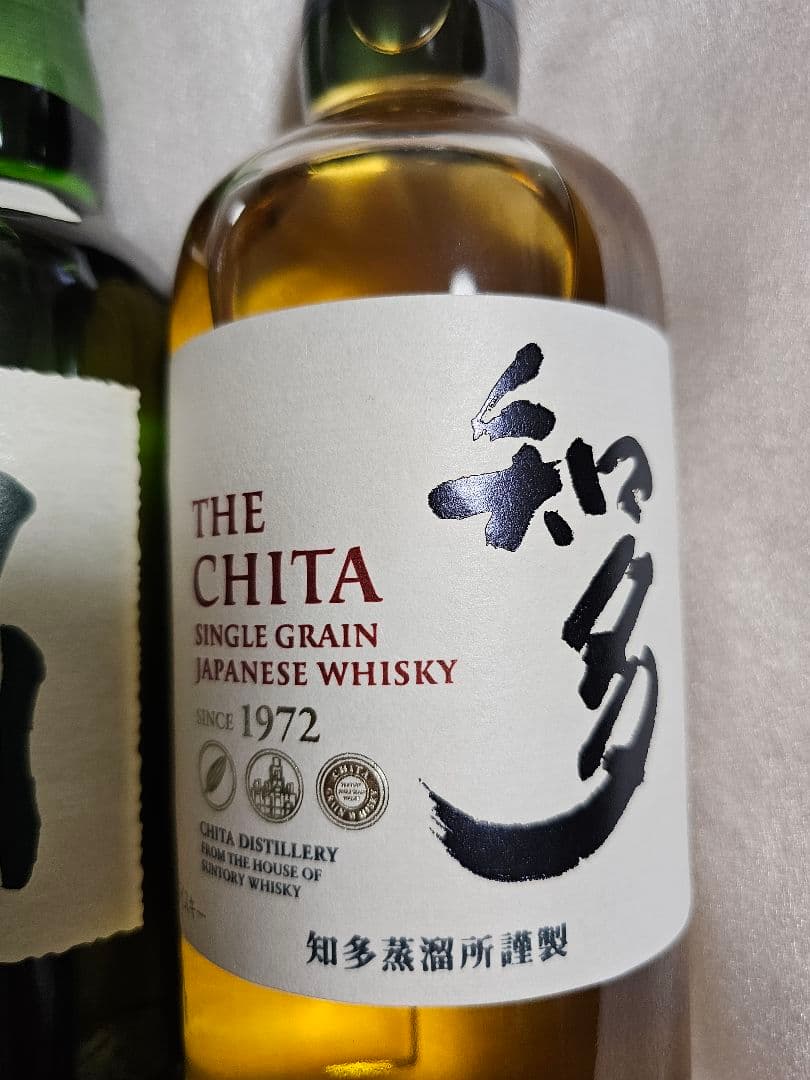 知多
THE
CHITA
SINGLE GRAIN
JAPANESE WHISKY
SINCE 1972
CHITA
CHITA DISTILLERY
FROM THE HOUSE OF
SUNTORY WHISKY
知多蒸溜所謹製